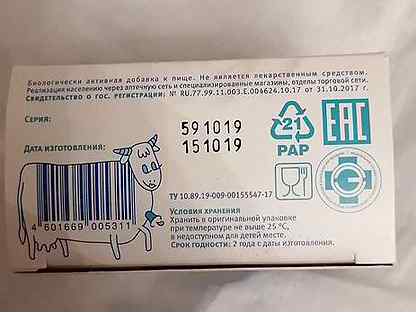 Биологически активная добавка к пище. Не является лекарственным средством.
Реализация населению через аптечную сеть и специализированные магазины, отделы торговой сети.
Свидетельство о гос. регистрации: № RU.77.99.11.003.E.004624.10.17 от 31.10.2017 г.
Серия: 591019
Дата изготовления: 151019
21
PAP
EAC
4 601669 005311
ТУ 10.89.19-009-00155547-17
Условия хранения
Хранить в оригинальной упаковке
при температуре не выше 25 °С,
в недоступном для детей месте.
Срок годности: 2 года с даты изготовления.